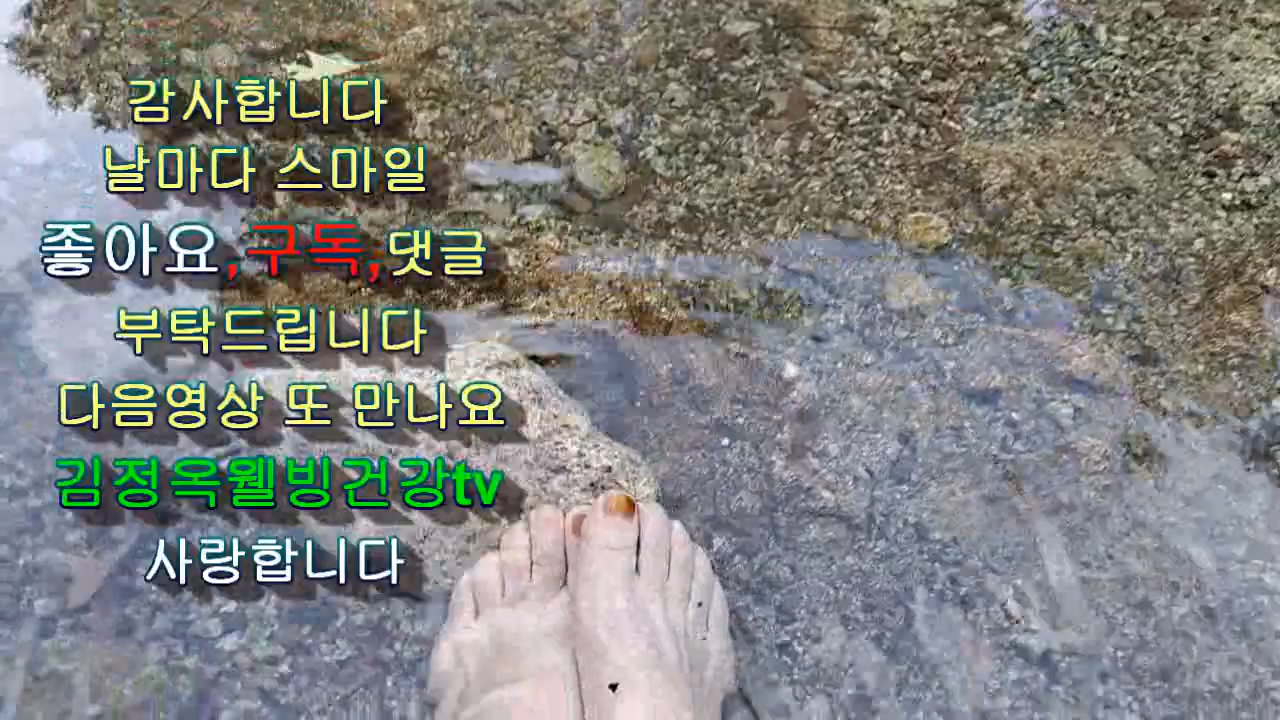 감사합니다
날마다 스마일
좋아요,구독,댓글
부탁드립니다
다음영상 또 만나요
김정옥웰빙건강tv
사랑합니다